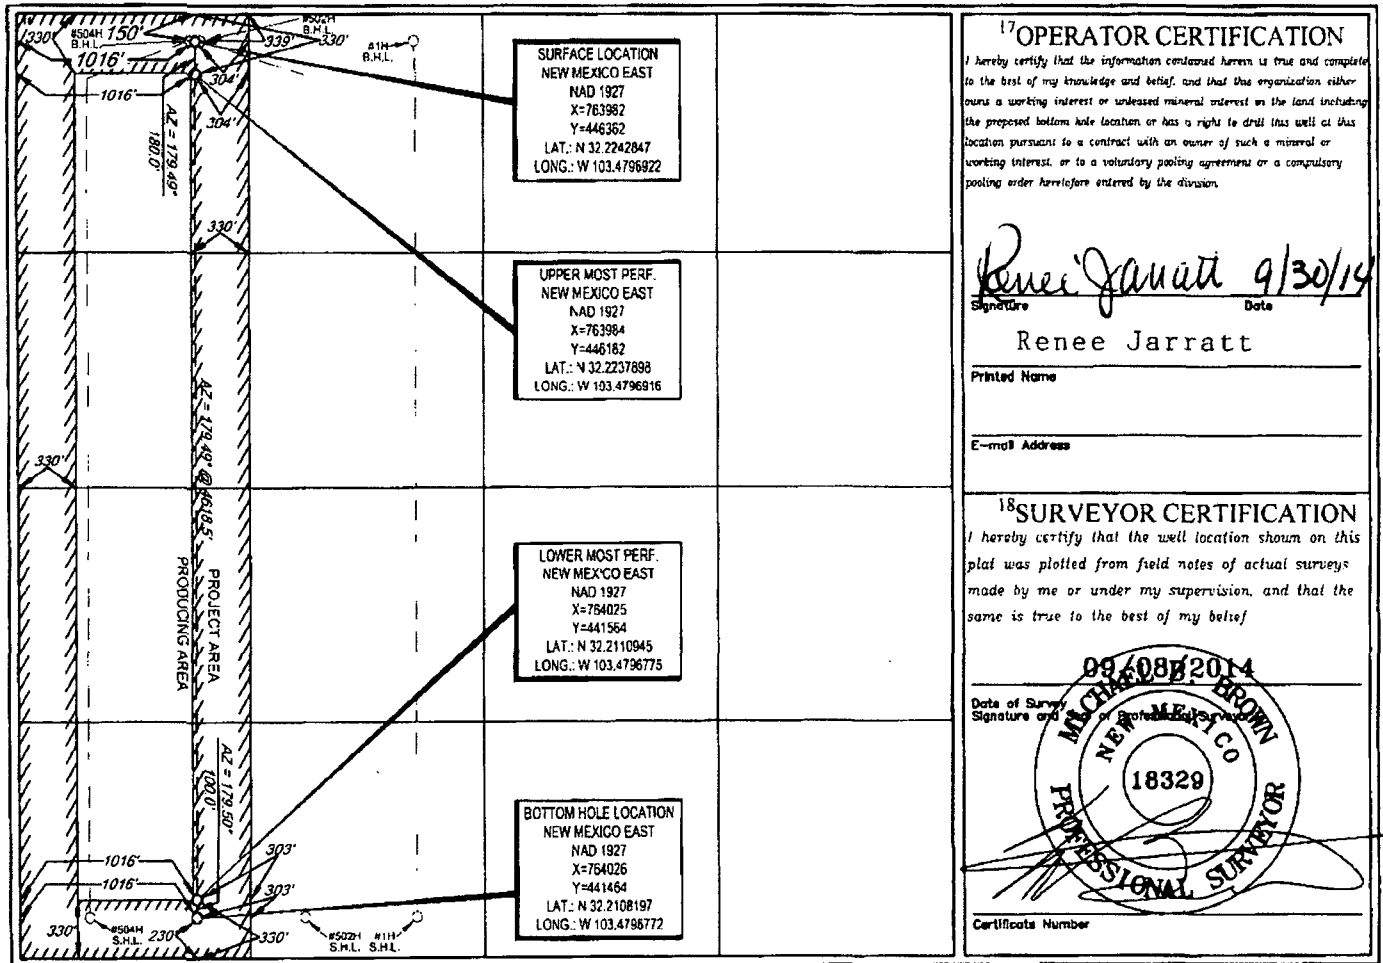 330'
#504H
B.H.L.
150'
#502H
B.H.L.
339'
330'
#1H
B.H.L.
1016'
304'
1016'
304'
AZ = 179.49°
180.0'
330'
SURFACE LOCATION
NEW MEXICO EAST
NAD 1927
X=763982
Y=446362
LAT.: N 32.2242847
LONG.: W 103.4796922
UPPER MOST PERF.
NEW MEXICO EAST
NAD 1927
X=763984
Y=446182
LAT.: N 32.2237898
LONG.: W 103.4796916
330'
AZ = 179.49° @ 4618.5'
PROJECT AREA
PRODUCING AREA
LOWER MOST PERF.
NEW MEXICO EAST
NAD 1927
X=764025
Y=441564
LAT.: N 32.2110945
LONG.: W 103.4796775
AZ = 179.50°
100.0'
BOTTOM HOLE LOCATION
NEW MEXICO EAST
NAD 1927
X=764026
Y=441464
LAT.: N 32.2108197
LONG.: W 103.4796772
1016'
303'
1016'
303'
330'
#504H
S.H.L.
230'
330'
#502H
S.H.L.
#1H
S.H.L.
17 OPERATOR CERTIFICATION
I hereby certify that the information contained herein is true and complete
to the best of my knowledge and belief, and that this organization either
owns a working interest or unleased mineral interest in the land including
the proposed bottom hole location or has a right to drill this well at this
location pursuant to a contract with an owner of such a mineral or
working interest, or to a voluntary pooling agreement or a compulsory
pooling order heretofore entered by the division.
Renee Jarratt 9/30/14
Signature Date
Renee Jarratt
Printed Name
E-mail Address
18 SURVEYOR CERTIFICATION
I hereby certify that the well location shown on this
plat was plotted from field notes of actual surveys
made by me or under my supervision, and that the
same is true to the best of my belief
09/08/2014
Date of Survey
Signature and Seal of Professional Surveyor
MICHAEL B. BROWN
NEW MEXICO
18329
PROFESSIONAL SURVEYOR
Certificate Number